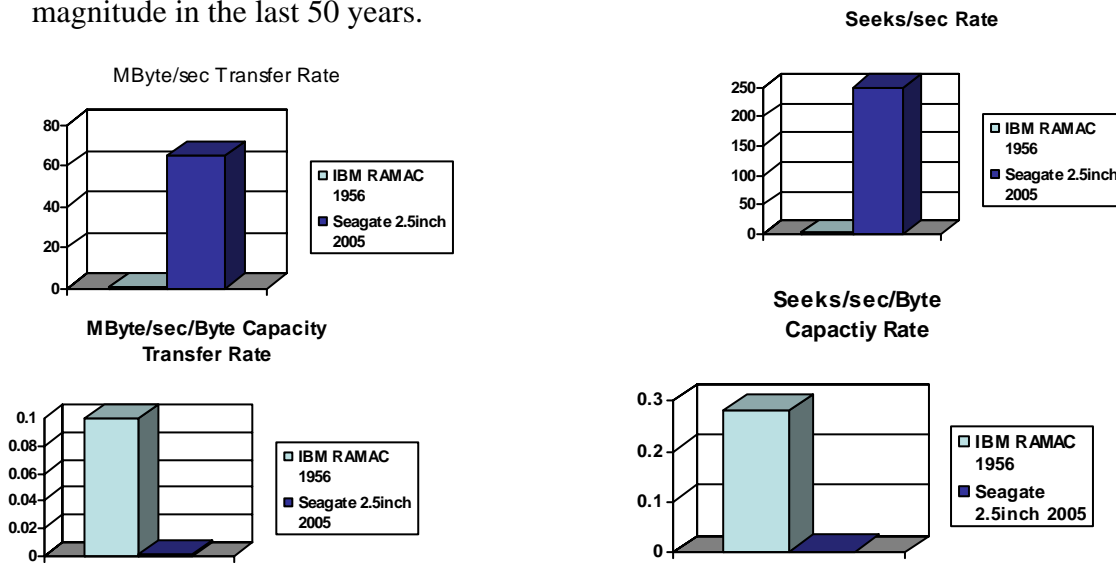 magnitude in the last 50 years.
MByte/sec Transfer Rate
80
60
40
20
0
IBM RAMAC
1956
Seagate 2.5inch
2005
Seeks/sec Rate
250
200
150
100
50
0
IBM RAMAC
1956
Seagate 2.5inch
2005
MByte/sec/Byte Capacity
Transfer Rate
0.1
0.08
0.06
0.04
0.02
0
IBM RAMAC
1956
Seagate 2.5inch
2005
Seeks/sec/Byte
Capactiy Rate
0.3
0.2
0.1
0
IBM RAMAC
1956
Seagate
2.5inch 2005